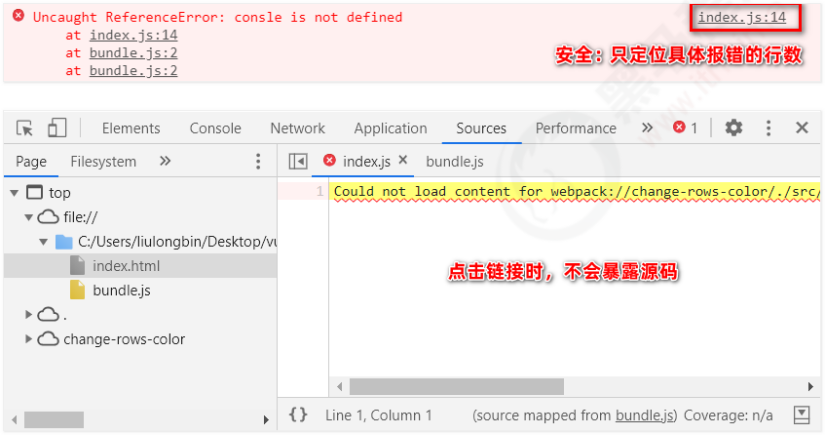 Uncaught ReferenceError: consle is not defined index.js:14
at index.js:14
at bundle.js:2
at bundle.js:2
安全：只定位具体报错的行数
Elements Console Network Application Sources Performance » 1
Page Filesystem » index.js × bundle.js
top
file://
C:/Users/liulongbin/Desktop/vu
index.html
bundle.js
.
change-rows-color
1 Could not load content for webpack://change-rows-color/./src/
点击链接时，不会暴露源码
{} Line 1, Column 1 (source mapped from bundle.js) Coverage: n/a